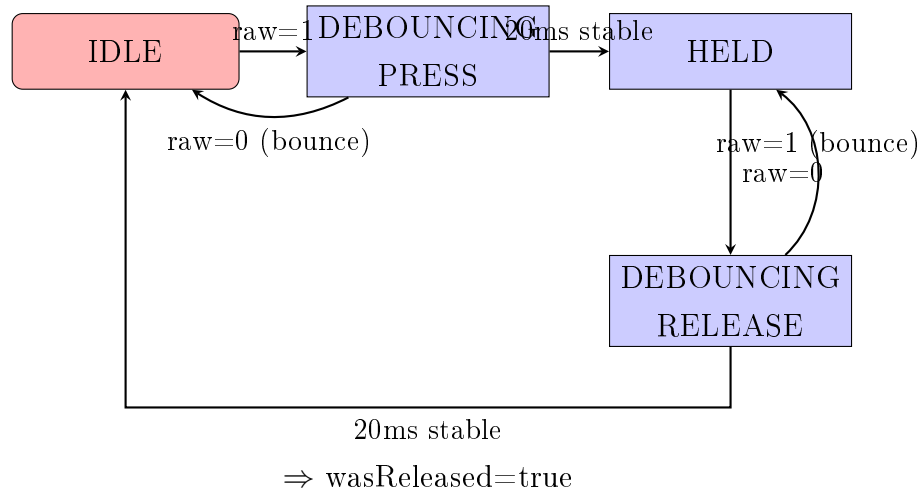 IDLE
raw=1
DEBOUNCING
PRESS
20ms stable
HELD
raw=0 (bounce)
raw=1 (bounce)
raw=0
DEBOUNCING
RELEASE
20ms stable
⇒ wasReleased=true